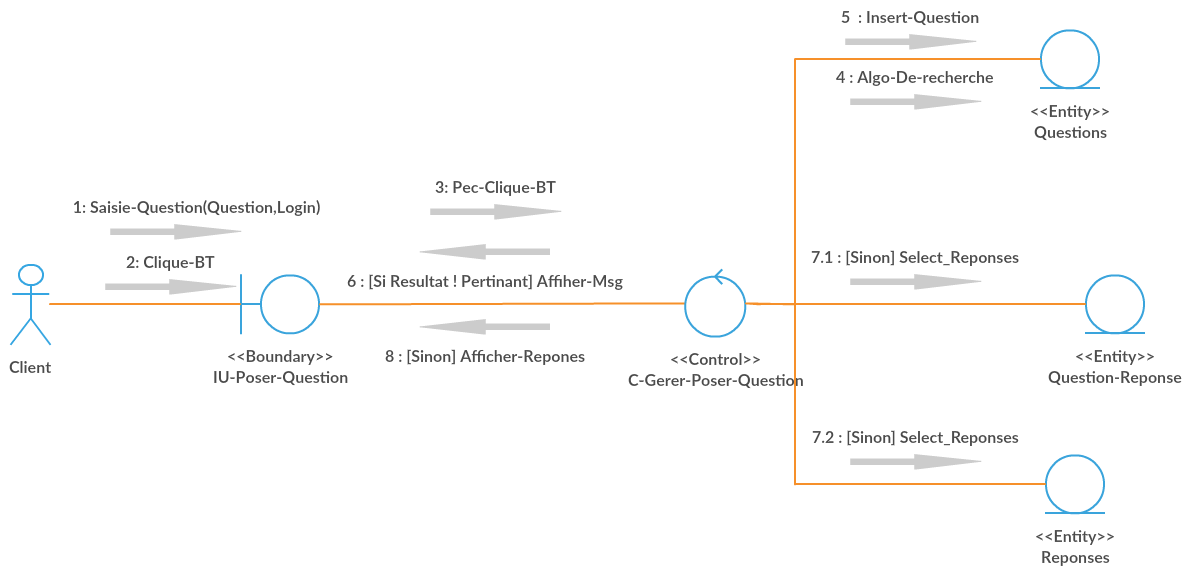 5  : Insert-Question
4 : Algo-De-recherche
<<Entity>>
Questions
3: Pec-Clique-BT
1: Saisie-Question(Question,Login)
2: Clique-BT
6 : [Si Resultat ! Pertinant] Affiher-Msg
7.1 : [Sinon] Select_Reponses
Client
<<Boundary>>
IU-Poser-Question
8 : [Sinon] Afficher-Repones
<<Control>>
C-Gerer-Poser-Question
<<Entity>>
Question-Reponse
7.2 : [Sinon] Select_Reponses
<<Entity>>
Reponses